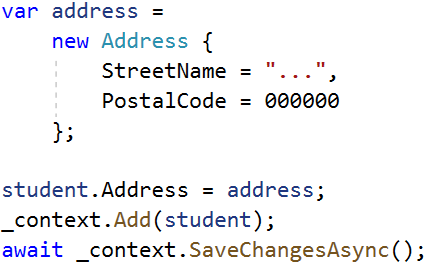 var address =
    new Address {
        StreetName = "...",
        PostalCode = 000000
    };

student.Address = address;
_context.Add(student);
await _context.SaveChangesAsync();